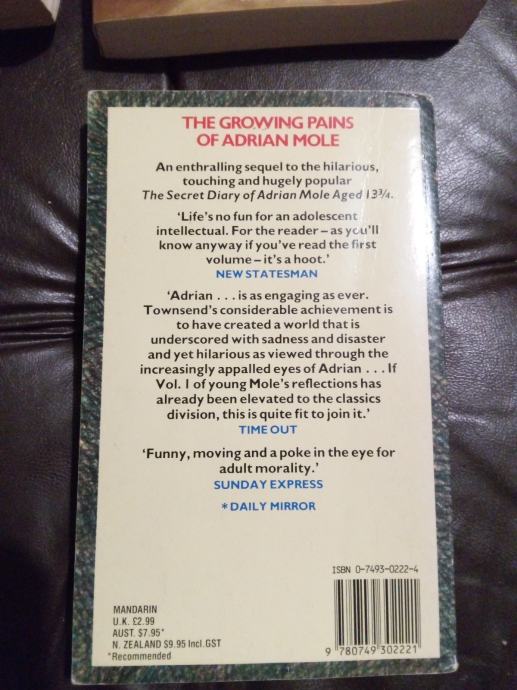 THE GROWING PAINS
OF ADRIAN MOLE
An enthralling sequel to the hilarious,
touching and hugely popular
The Secret Diary of Adrian Mole Aged 13¾.
‘Life's no fun for an adolescent
intellectual. For the reader – as you'll
know anyway if you've read the first
volume – it's a hoot.’
NEW STATESMAN
‘Adrian . . . is as engaging as ever.
Townsend's considerable achievement is
to have created a world that is
underscored with sadness and disaster
and yet hilarious as viewed through the
increasingly appalled eyes of Adrian . . . If
Vol. 1 of young Mole's reflections has
already been elevated to the classics
division, this is quite fit to join it.’
TIME OUT
‘Funny, moving and a poke in the eye for
adult morality.’
SUNDAY EXPRESS
*DAILY MIRROR
ISBN 0-7493-0222-4
MANDARIN
U.K. £2.99
AUST. $7.95*
N. ZEALAND $9.95 Incl.GST
*Recommended
9 780749 302221